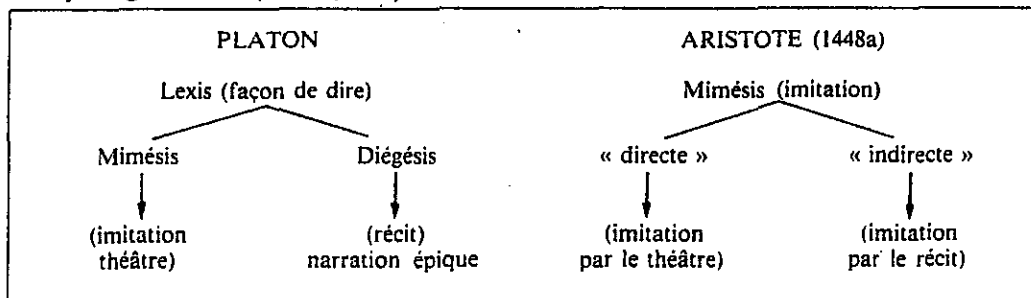 PLATON
Lexis (façon de dire)
Mimésis Diégésis
(imitation (récit)
théâtre) narration épique
ARISTOTE (1448a)
Mimésis (imitation)
« directe » « indirecte »
(imitation (imitation
par le théâtre) par le récit)